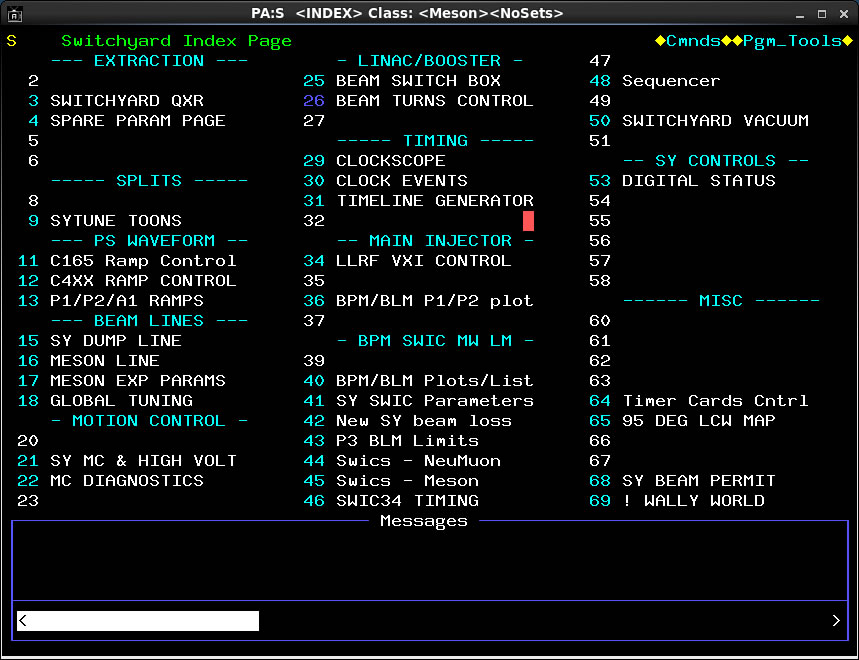 PA:S <INDEX> Class: <Meson><NoSets>
S Switchyard Index Page ◆Cmnds◆◆Pgm_Tools◆
--- EXTRACTION ---
2
3 SWITCHYARD QXR
4 SPARE PARAM PAGE
5
6
----- SPLITS -----
8
9 SYTUNE TOONS
--- PS WAVEFORM --
11 C165 Ramp Control
12 C4XX RAMP CONTROL
13 P1/P2/A1 RAMPS
--- BEAM LINES ---
15 SY DUMP LINE
16 MESON LINE
17 MESON EXP PARAMS
18 GLOBAL TUNING
- MOTION CONTROL -
20
21 SY MC & HIGH VOLT
22 MC DIAGNOSTICS
23
- LINAC/BOOSTER -
25 BEAM SWITCH BOX
26 BEAM TURNS CONTROL
27
----- TIMING -----
29 CLOCKSCOPE
30 CLOCK EVENTS
31 TIMELINE GENERATOR
32
-- MAIN INJECTOR -
34 LLRF VXI CONTROL
35
36 BPM/BLM P1/P2 plot
37
- BPM SWIC MW LM -
39
40 BPM/BLM Plots/List
41 SY SWIC Parameters
42 New SY beam loss
43 P3 BLM Limits
44 Swics - NeuMuon
45 Swics - Meson
46 SWIC34 TIMING
47
48 Sequencer
49
50 SWITCHYARD VACUUM
51
-- SY CONTROLS --
53 DIGITAL STATUS
54
55
56
57
58
------ MISC ------
60
61
62
63
64 Timer Cards Cntrl
65 95 DEG LCW MAP
66
67
68 SY BEAM PERMIT
69 ! WALLY WORLD
Messages
< >